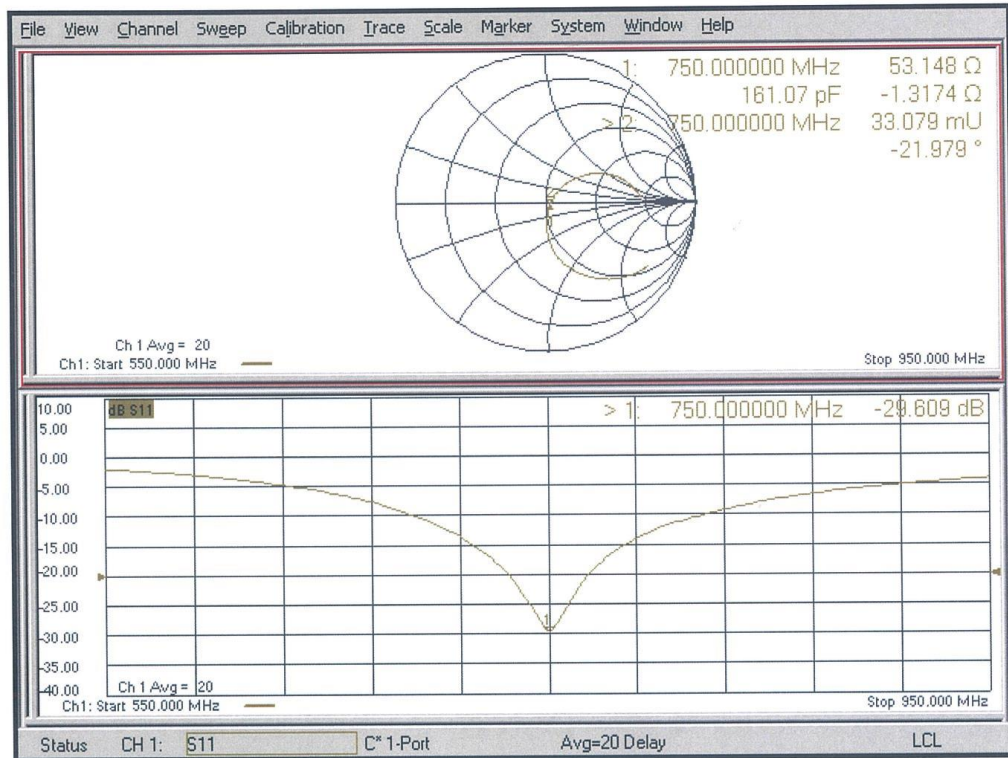 File View Channel Sweep Calibration Trace Scale Marker System Window Help
1: 750.000000 MHz 53.148 Ω
161.07 pF -1.3174 Ω
> 2: 750.000000 MHz 33.079 mU
-21.979 °
Ch 1 Avg = 20
Ch1: Start 550.000 MHz
Stop 950.000 MHz
10.00
dB S11
> 1: 750.000000 MHz -29.609 dB
5.00
0.00
-5.00
-10.00
-15.00
-20.00
-25.00
1
-30.00
-35.00
-40.00
Ch 1 Avg = 20
Ch1: Start 550.000 MHz
Stop 950.000 MHz
Status CH 1: S11 C* 1-Port Avg=20 Delay LCL